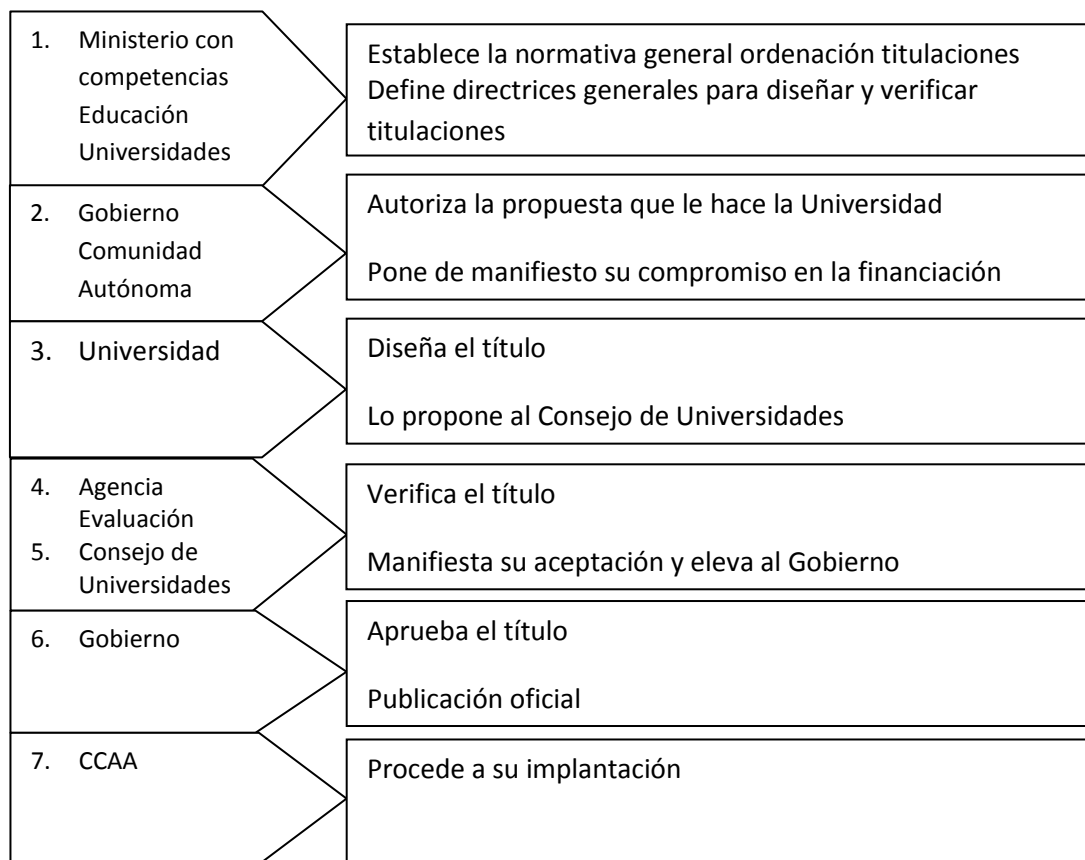 1. Ministerio con
competencias
Educación
Universidades
Establece la normativa general ordenación titulaciones
Define directrices generales para diseñar y verificar
titulaciones
2. Gobierno
Comunidad
Autónoma
Autoriza la propuesta que le hace la Universidad
Pone de manifiesto su compromiso en la financiación
3. Universidad
Diseña el título
Lo propone al Consejo de Universidades
4. Agencia
Evaluación
5. Consejo de
Universidades
Verifica el título
Manifiesta su aceptación y eleva al Gobierno
6. Gobierno
Aprueba el título
Publicación oficial
7. CCAA
Procede a su implantación